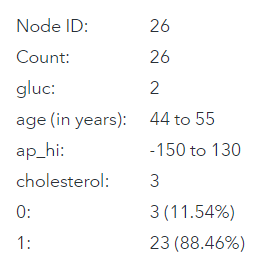 Node ID: 26
Count: 26
gluc: 2
age (in years): 44 to 55
ap_hi: -150 to 130
cholesterol: 3
0: 3 (11.54%)
1: 23 (88.46%)